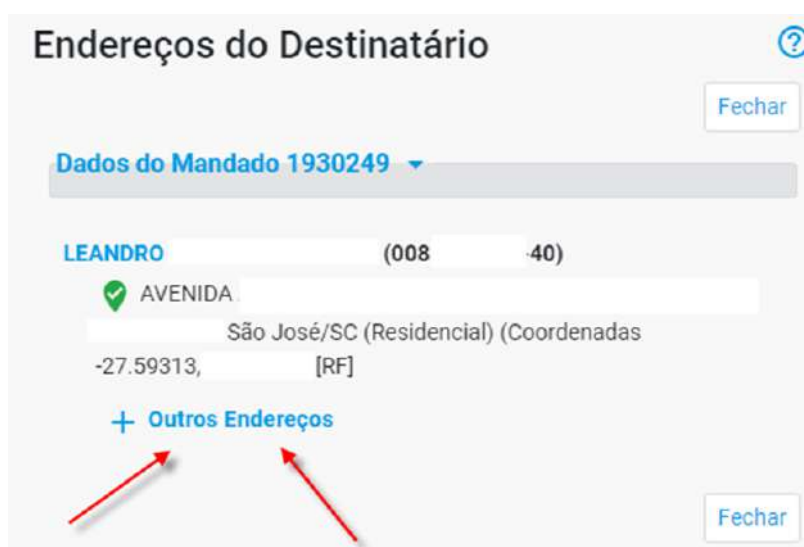 Endereços do Destinatário
Fechar
Dados do Mandado 1930249
LEANDRO (008 -40)
AVENIDA
São José/SC (Residencial) (Coordenadas
-27.59313, [RF]
+ Outros Endereços
Fechar